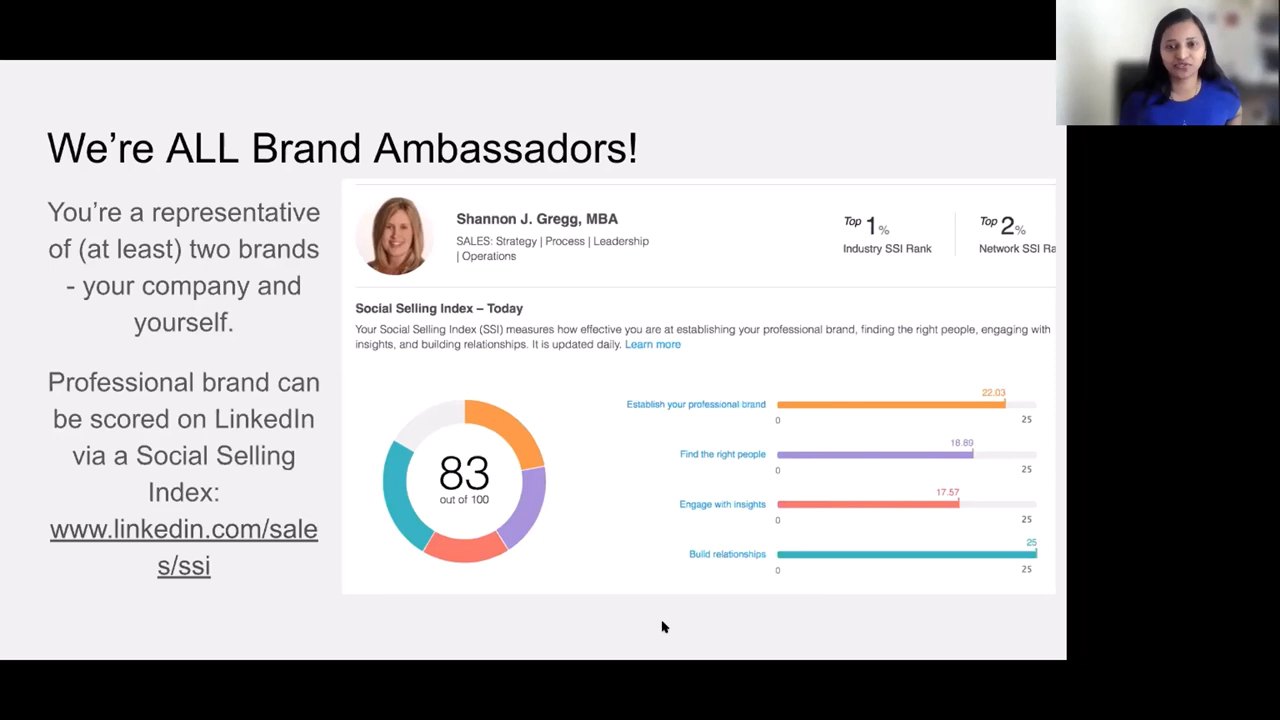 We're ALL Brand Ambassadors!
You're a representative
of (at least) two brands
- your company and
yourself.
Professional brand can
be scored on LinkedIn
via a Social Selling
Index:
www.linkedin.com/sale
s/ssi
Shannon J. Gregg, MBA
SALES: Strategy | Process | Leadership
| Operations
Top 1%
Industry SSI Rank
Top 2%
Network SSI Ra
Social Selling Index – Today
Your Social Selling Index (SSI) measures how effective you are at establishing your professional brand, finding the right people, engaging with
insights, and building relationships. It is updated daily. Learn more
83
out of 100
22.03
Establish your professional brand
0 25
18.89
Find the right people
0 25
17.57
Engage with insights
0 25
25
Build relationships
0 25